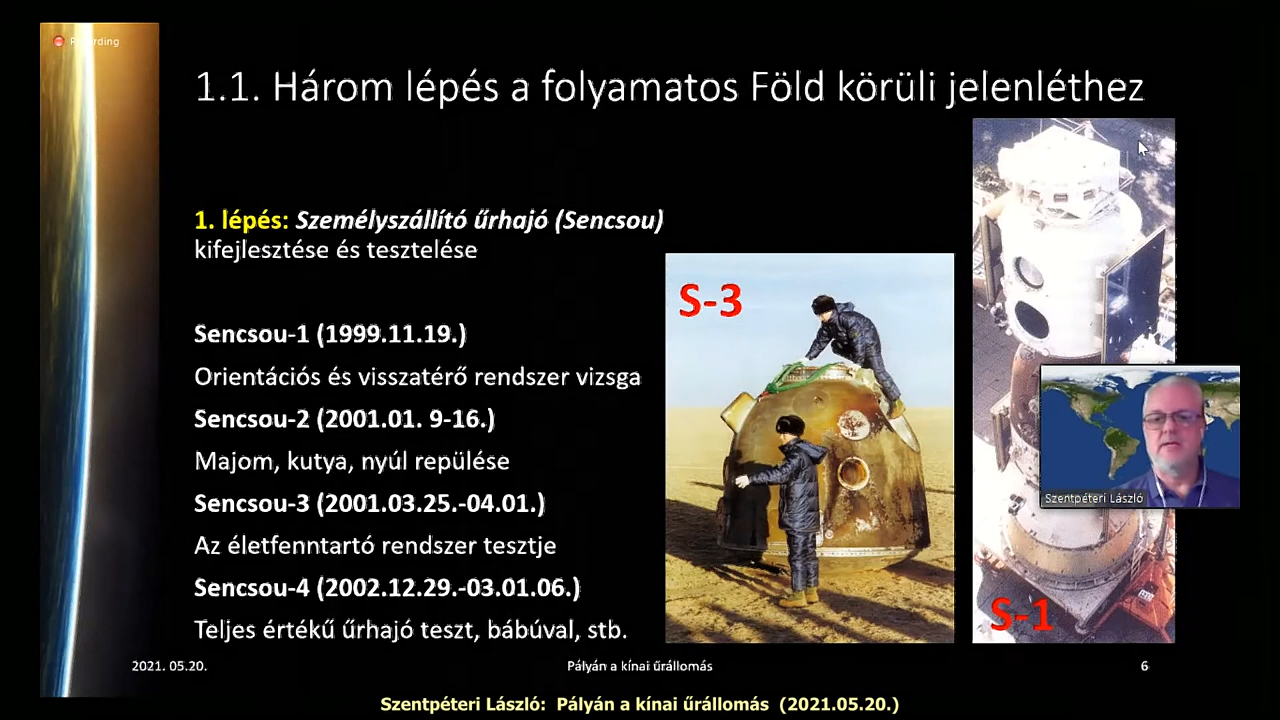 Recording
1.1. Három lépés a folyamatos Föld körüli jelenléthez
1. lépés: Személyszállító űrhajó (Sencsou)
kifejlesztése és tesztelése
Sencsou-1 (1999.11.19.)
Orientációs és visszatérő rendszer vizsga
Sencsou-2 (2001.01. 9-16.)
Majom, kutya, nyúl repülése
Sencsou-3 (2001.03.25.-04.01.)
Az életfenntartó rendszer tesztje
Sencsou-4 (2002.12.29.-03.01.06.)
Teljes értékű űrhajó teszt, bábúval, stb.
S-3
S-1
Szentpéteri László
2021. 05.20.
Pályán a kínai űrállomás
6
Szentpéteri László: Pályán a kínai űrállomás (2021.05.20.)